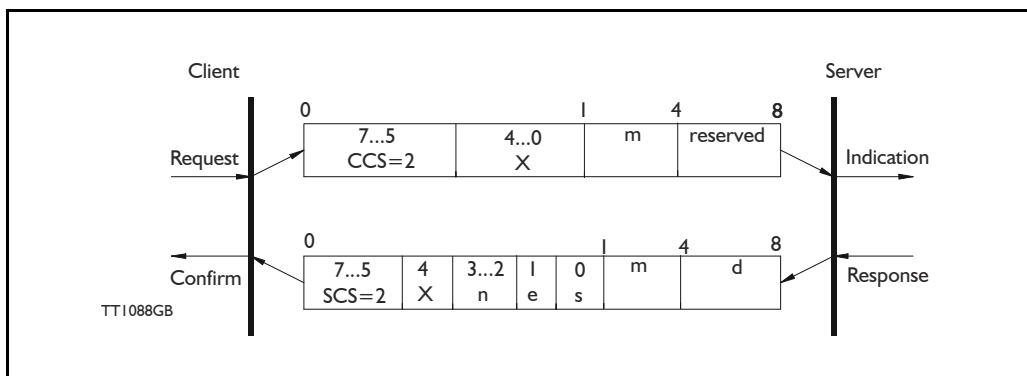 Client
Server
0 1 4 8
7...5 4...0 m reserved
CCS=2 X
Request
Indication
0 1 4 8
7...5 4 3...2 1 0 m d
SCS=2 X n e s
Confirm
Response
TT1088GB